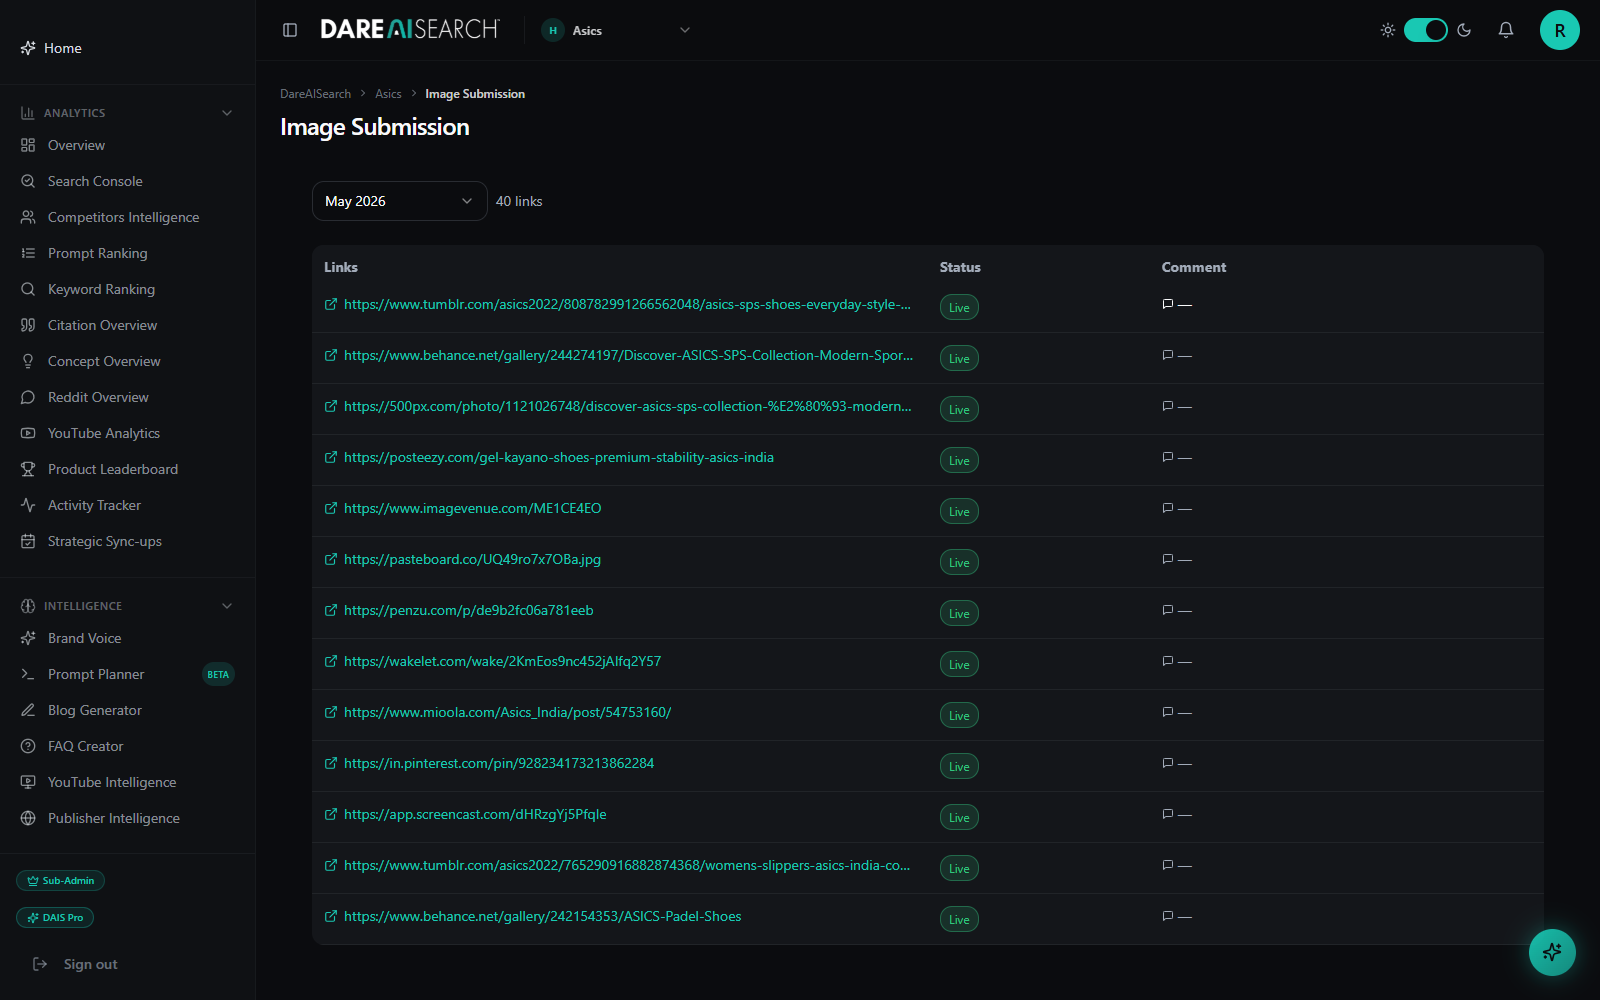 Home
ANALYTICS
Overview
Search Console
Competitors Intelligence
Prompt Ranking
Keyword Ranking
Citation Overview
Concept Overview
Reddit Overview
YouTube Analytics
Product Leaderboard
Activity Tracker
Strategic Sync-ups
INTELLIGENCE
Brand Voice
Prompt Planner BETA
Blog Generator
FAQ Creator
YouTube Intelligence
Publisher Intelligence
Sub-Admin
DAIS Pro
Sign out
DARE AI SEARCH
H Asics
R
DareAISearch > Asics > Image Submission
Image Submission
May 2026 40 links
Links Status Comment
https://www.tumblr.com/asics2022/808782991266562048/asics-sps-shoes-everyday-style-... Live —
https://www.behance.net/gallery/244274197/Discover-ASICS-SPS-Collection-Modern-Spor... Live —
https://500px.com/photo/1121026748/discover-asics-sps-collection-%E2%80%93-modern... Live —
https://posteezy.com/gel-kayano-shoes-premium-stability-asics-india Live —
https://www.imagevenue.com/ME1CE4EO Live —
https://pasteboard.co/UQ49ro7x7OBa.jpg Live —
https://penzu.com/p/de9b2fc06a781eeb Live —
https://wakelet.com/wake/2KmEos9nc452jAlfq2Y57 Live —
https://www.mioola.com/Asics_India/post/54753160/ Live —
https://in.pinterest.com/pin/928234173213862284 Live —
https://app.screencast.com/dHRzgYj5Pfqle Live —
https://www.tumblr.com/asics2022/765290916882874368/womens-slippers-asics-india-co... Live —
https://www.behance.net/gallery/242154353/ASICS-Padel-Shoes Live —